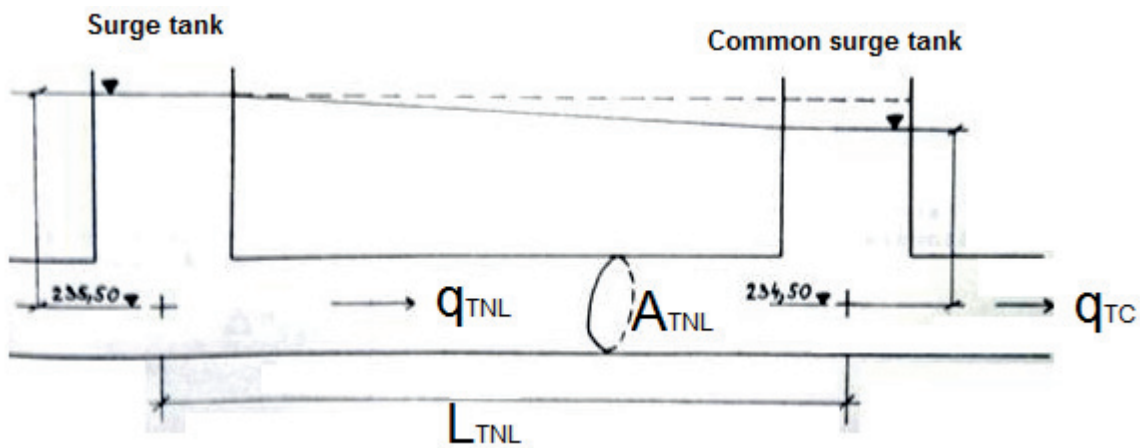 Surge tank
Common surge tank
235,50
qTNL
ATNL
234,50
qTC
LTNL